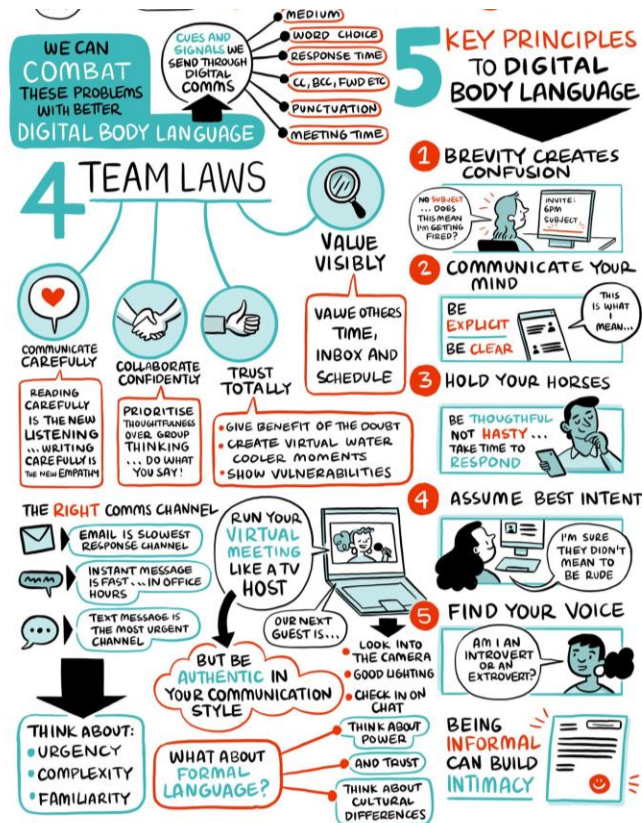 WE CAN
COMBAT
THESE PROBLEMS
WITH BETTER
DIGITAL BODY LANGUAGE
CUES AND
SIGNALS WE
SEND THROUGH
DIGITAL
COMMS
MEDIUM
WORD CHOICE
RESPONSE TIME
CC, BCC, FWD ETC
PUNCTUATION
MEETING TIME
4 TEAM LAWS
COMMUNICATE
CAREFULLY
READING
CAREFULLY
IS THE NEW
LISTENING
...WRITING
CAREFULLY IS
THE NEW EMPATHY
COLLABORATE
CONFIDENTLY
PRIORITISE
THOUGHTFULNESS
OVER GROUP
THINKING
...DO WHAT
YOU SAY!
TRUST
TOTALLY
• GIVE BENEFIT OF THE DOUBT
• CREATE VIRTUAL WATER
COOLER MOMENTS
• SHOW VULNERABILITIES
VALUE
VISIBLY
VALUE OTHERS
TIME,
INBOX AND
SCHEDULE
THE RIGHT COMMS CHANNEL
EMAIL IS SLOWEST
RESPONSE CHANNEL
INSTANT MESSAGE
IS FAST...IN OFFICE
HOURS
TEXT MESSAGE IS
THE MOST URGENT
CHANNEL
THINK ABOUT:
• URGENCY
• COMPLEXITY
• FAMILIARITY
RUN YOUR
VIRTUAL
MEETING
LIKE A TV
HOST
OUR NEXT
GUEST IS...
BUT BE
AUTHENTIC IN
YOUR COMMUNICATION
STYLE
• LOOK INTO
THE CAMERA
• GOOD LIGHTING
• CHECK IN ON
CHAT
WHAT ABOUT
FORMAL
LANGUAGE?
THINK ABOUT
POWER
AND TRUST
THINK ABOUT
CULTURAL
DIFFERENCES
5 KEY PRINCIPLES
TO DIGITAL
BODY LANGUAGE
1 BREVITY CREATES
CONFUSION
NO SUBJECT
...DOES
THIS MEAN
I'M GETTING
FIRED?
INVITE:
6PM
SUBJECT
2 COMMUNICATE YOUR
MIND
BE
EXPLICIT
BE CLEAR
THIS
IS WHAT
I
MEAN...
3 HOLD YOUR HORSES
BE THOUGTHFUL
NOT HASTY...
TAKE TIME TO
RESPOND
4 ASSUME BEST INTENT
I'M SURE
THEY DIDN'T
MEAN TO
BE RUDE
5 FIND YOUR VOICE
AM I AN
INTROVERT
OR AN
EXTROVERT?
BEING
INFORMAL
CAN BUILD
INTIMACY